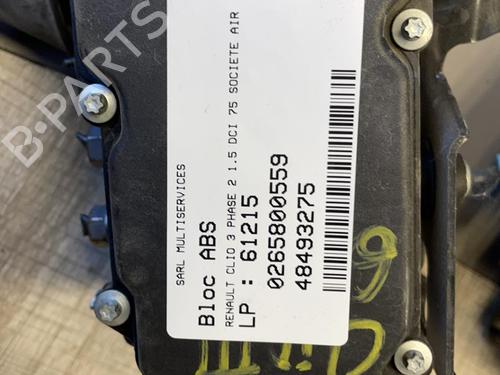 B-PARTS
SARL MULTISERVICES
Bloc ABS
RENAULT CLIO 3 PHASE 2 1.5 DCI 75 SOCIETE AIR
LP : 61215
0265800559
48493275